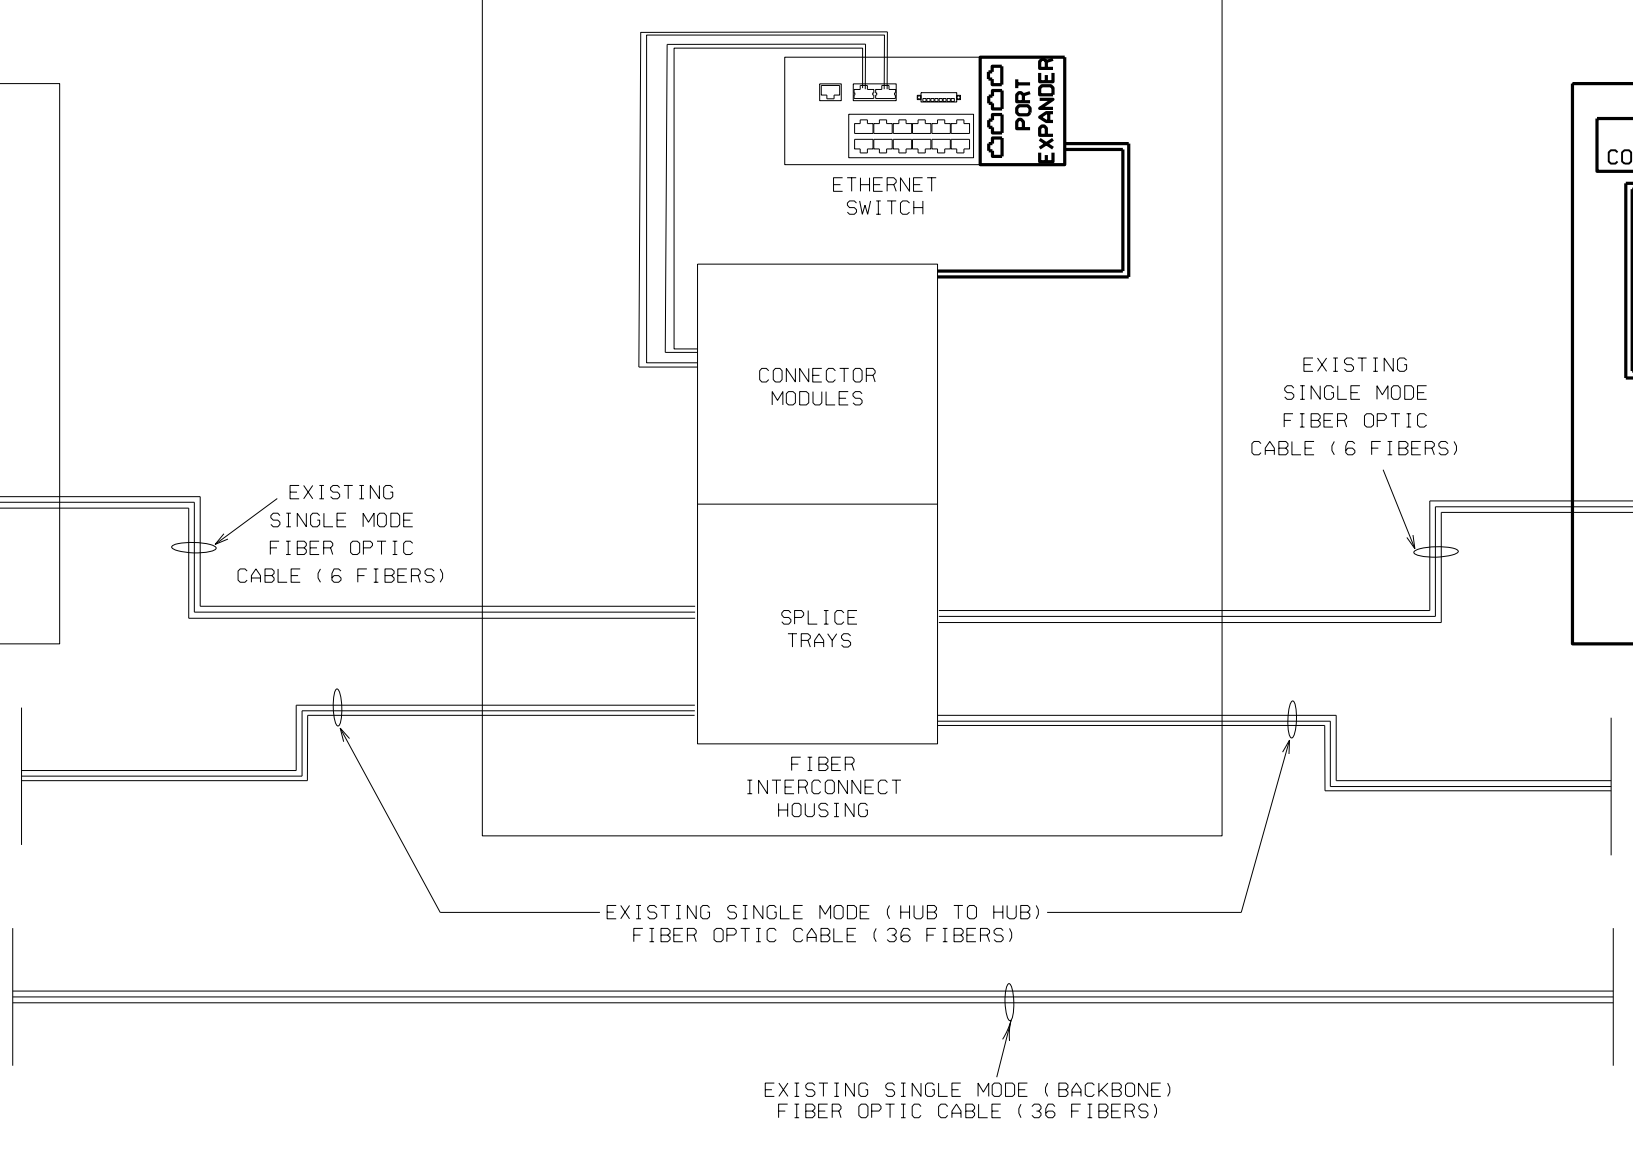 PORT
EXPANDER
ETHERNET
SWITCH
CO
CONNECTOR
MODULES
EXISTING
SINGLE MODE
FIBER OPTIC
CABLE (6 FIBERS)
EXISTING
SINGLE MODE
FIBER OPTIC
CABLE (6 FIBERS)
SPLICE
TRAYS
FIBER
INTERCONNECT
HOUSING
EXISTING SINGLE MODE (HUB TO HUB)
FIBER OPTIC CABLE (36 FIBERS)
EXISTING SINGLE MODE (BACKBONE)
FIBER OPTIC CABLE (36 FIBERS)